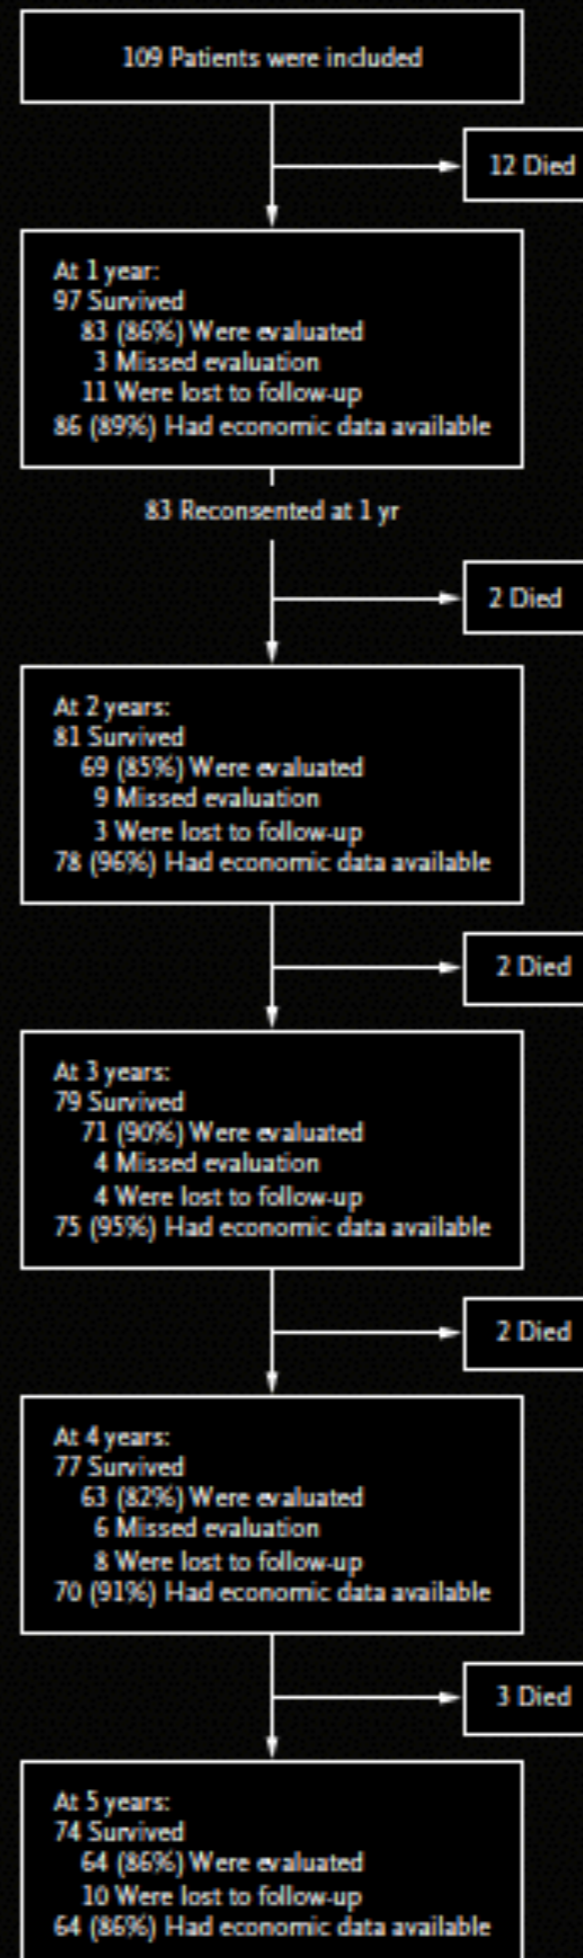 109 Patients were included
12 Died
At 1 year:
97 Survived
83 (86%) Were evaluated
3 Missed evaluation
11 Were lost to follow-up
86 (89%) Had economic data available
83 Reconsented at 1 yr
2 Died
At 2 years:
81 Survived
69 (85%) Were evaluated
9 Missed evaluation
3 Were lost to follow-up
78 (96%) Had economic data available
2 Died
At 3 years:
79 Survived
71 (90%) Were evaluated
4 Missed evaluation
4 Were lost to follow-up
75 (95%) Had economic data available
2 Died
At 4 years:
77 Survived
63 (82%) Were evaluated
6 Missed evaluation
8 Were lost to follow-up
70 (91%) Had economic data available
3 Died
At 5 years:
74 Survived
64 (86%) Were evaluated
10 Were lost to follow-up
64 (86%) Had economic data available